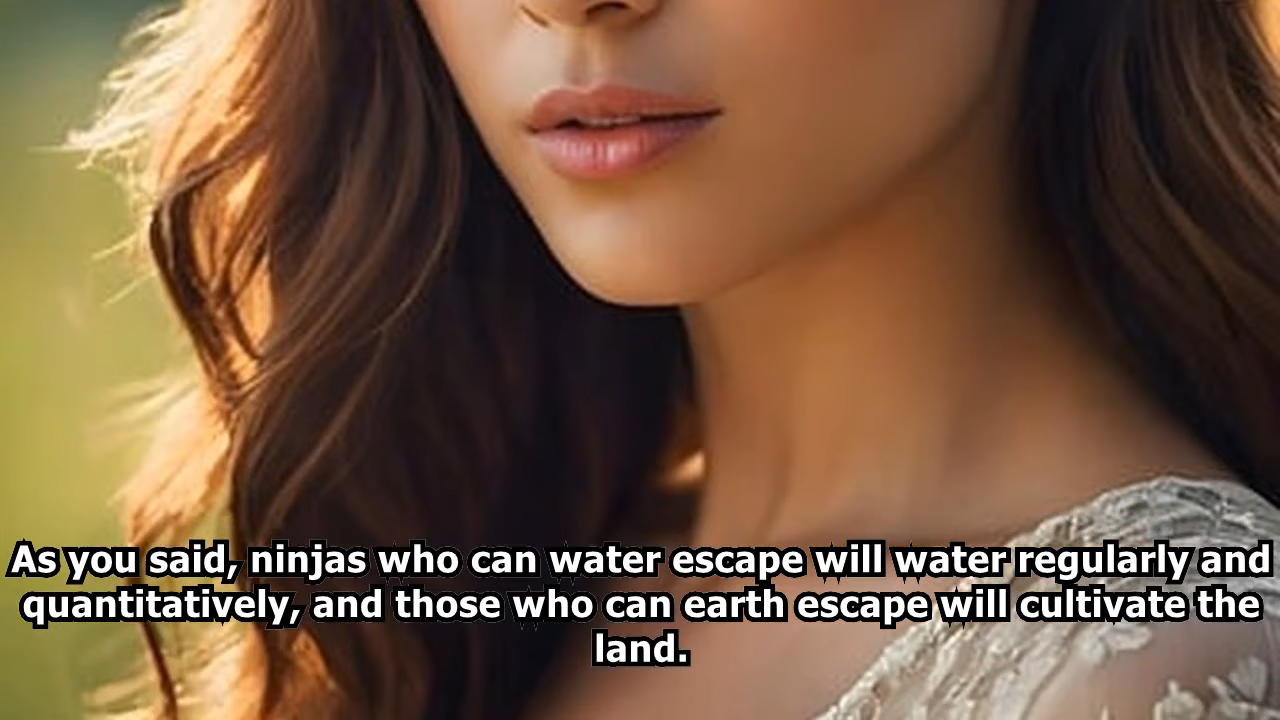 As you said, ninjas who can water escape will water regularly and
quantitatively, and those who can earth escape will cultivate the
land.